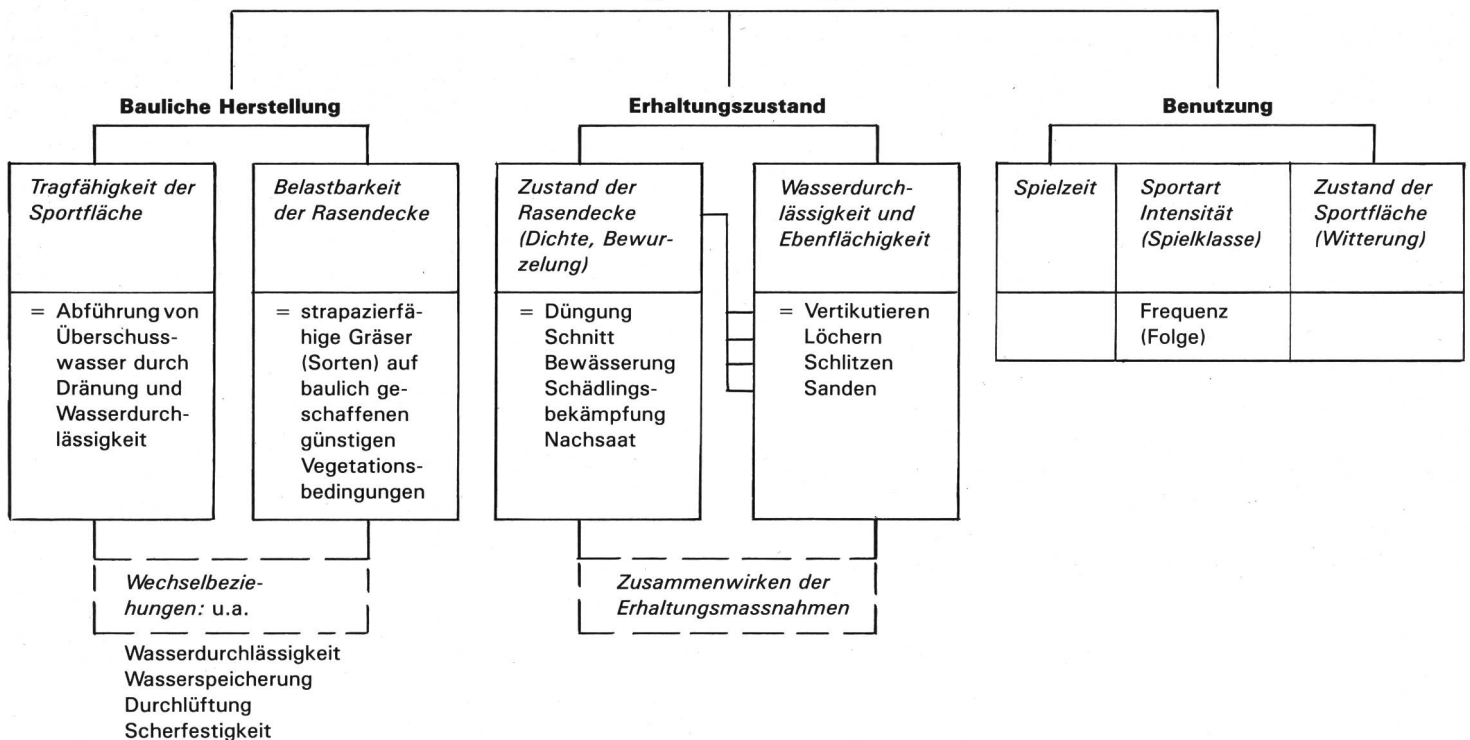 Bauliche Herstellung
Tragfähigkeit der
Sportfläche
= Abführung von
Überschuss-
wasser durch
Dränung und
Wasserdurch-
lässigkeit
Belastbarkeit
der Rasendecke
= strapazierfä-
hige Gräser
(Sorten) auf
baulich ge-
schaffenen
günstigen
Vegetations-
bedingungen
Wechselbezie-
hungen: u.a.
Wasserdurchlässigkeit
Wasserspeicherung
Durchlüftung
Scherfestigkeit
Erhaltungszustand
Zustand der
Rasendecke
(Dichte, Bewur-
zelung)
= Düngung
Schnitt
Bewässerung
Schädlings-
bekämpfung
Nachsaat
Wasserdurch-
lässigkeit und
Ebenflächigkeit
= Vertikutieren
Löchern
Schlitzen
Sanden
Zusammenwirken der
Erhaltungsmassnahmen
Benutzung
Spielzeit
Sportart
Intensität
(Spielklasse)
Frequenz
(Folge)
Zustand der
Sportfläche
(Witterung)